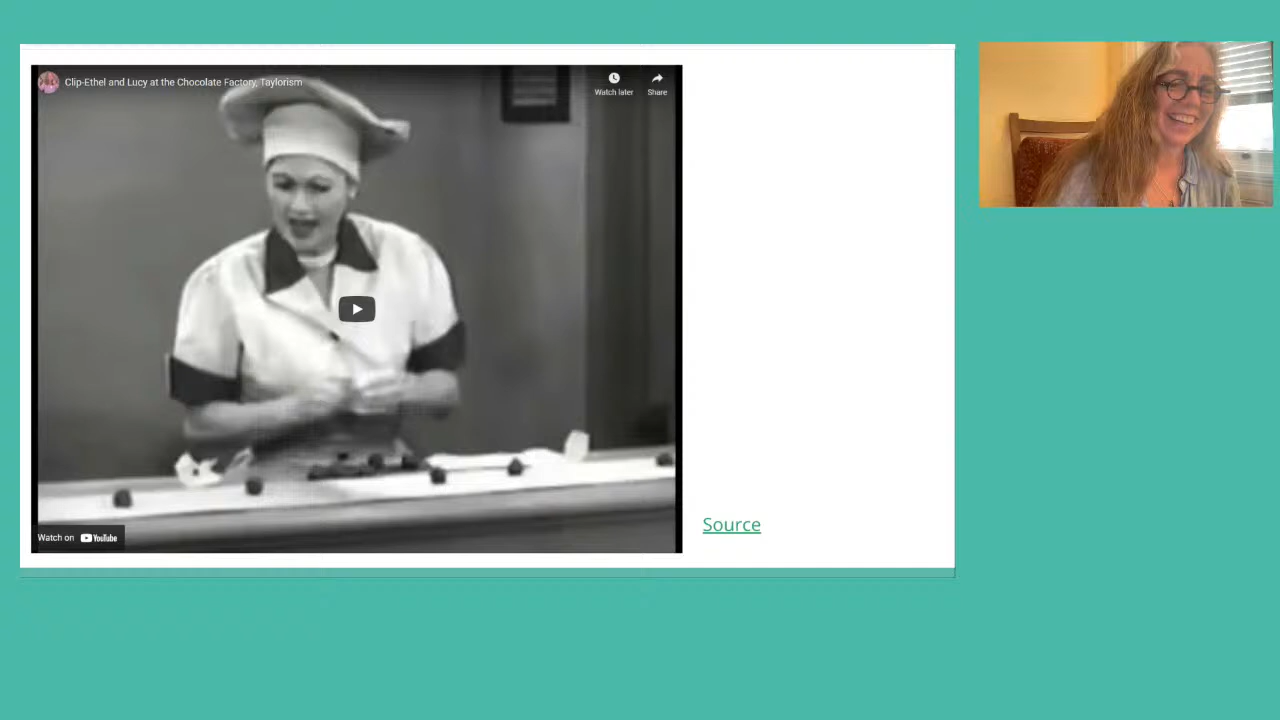 Clip-Ethel and Lucy at the Chocolate Factory, Taylorism
Watch later
Share
Watch on YouTube
Source